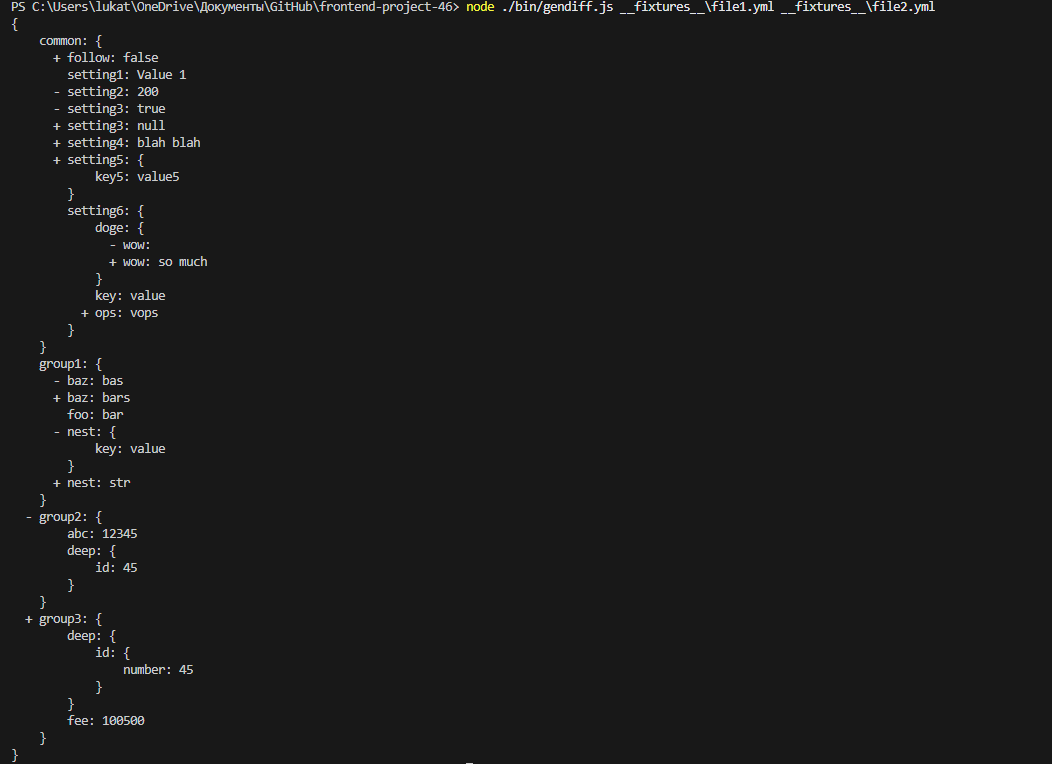 PS C:\Users\lukat\OneDrive\Документы\GitHub\frontend-project-46> node ./bin/gendiff.js __fixtures__\file1.yml __fixtures__\file2.yml
{
    common: {
      + follow: false
        setting1: Value 1
      - setting2: 200
      - setting3: true
      + setting3: null
      + setting4: blah blah
      + setting5: {
            key5: value5
        }
        setting6: {
            doge: {
              - wow:
              + wow: so much
            }
            key: value
          + ops: vops
        }
    }
    group1: {
      - baz: bas
      + baz: bars
        foo: bar
      - nest: {
            key: value
        }
      + nest: str
    }
  - group2: {
        abc: 12345
        deep: {
            id: 45
        }
    }
  + group3: {
        deep: {
            id: {
                number: 45
            }
        }
        fee: 100500
    }
}